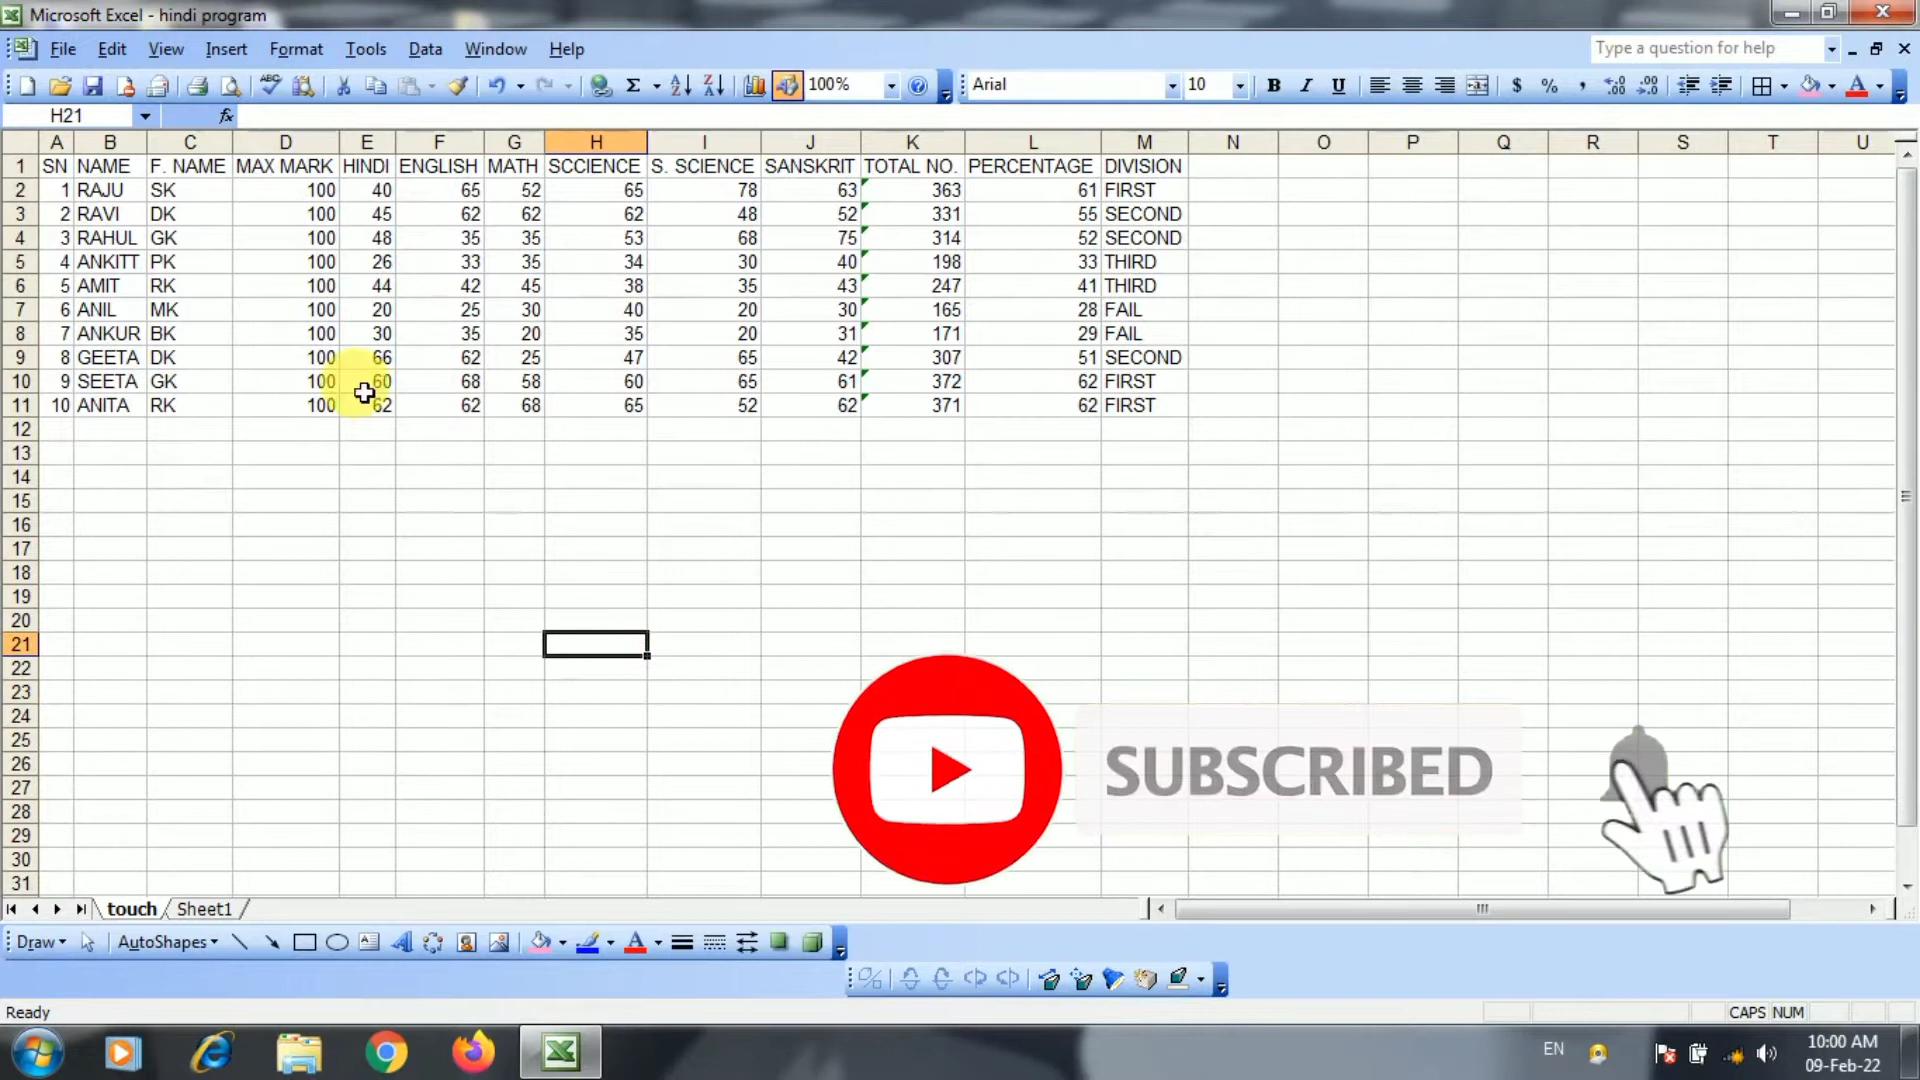 Microsoft Excel - hindi program
File Edit View Insert Format Tools Data Window Help Type a question for help
100% Arial 10 B I U $ % ,
H21 fx
A B C D E F G H I J K L M N O P Q R S T U
1 SN NAME F. NAME MAX MARK HINDI ENGLISH MATH SCCIENCE S. SCIENCE SANSKRIT TOTAL NO. PERCENTAGE DIVISION
2 1 RAJU SK 100 40 65 52 65 78 63 363 61 FIRST
3 2 RAVI DK 100 45 62 62 62 48 52 331 55 SECOND
4 3 RAHUL GK 100 48 35 35 53 68 75 314 52 SECOND
5 4 ANKITT PK 100 26 33 35 34 30 40 198 33 THIRD
6 5 AMIT RK 100 44 42 45 38 35 43 247 41 THIRD
7 6 ANIL MK 100 20 25 30 40 20 30 165 28 FAIL
8 7 ANKUR BK 100 30 35 20 35 20 31 171 29 FAIL
9 8 GEETA DK 100 66 62 25 47 65 42 307 51 SECOND
10 9 SEETA GK 100 60 68 58 60 65 61 372 62 FIRST
11 10 ANITA RK 100 62 62 68 65 52 62 371 62 FIRST
12
13
14
15
16
17
18
19
20
21
22
23
24
25
26
27
28
29
30
31
SUBSCRIBED
touch Sheet1
Draw AutoShapes
Ready CAPS NUM
EN 10:00 AM
09-Feb-22